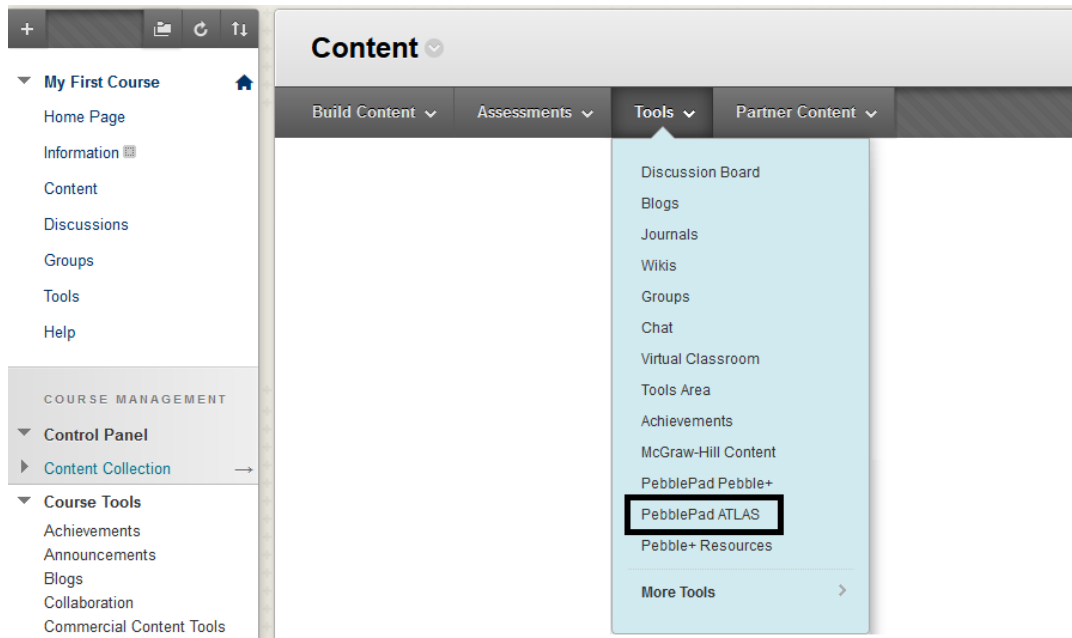 My First Course
Home Page
Information
Content
Discussions
Groups
Tools
Help
COURSE MANAGEMENT
Control Panel
Content Collection
Course Tools
Achievements
Announcements
Blogs
Collaboration
Commercial Content Tools
Content
Build Content
Assessments
Tools
Partner Content
Discussion Board
Blogs
Journals
Wikis
Groups
Chat
Virtual Classroom
Tools Area
Achievements
McGraw-Hill Content
PebblePad Pebble+
PebblePad ATLAS
Pebble+ Resources
More Tools